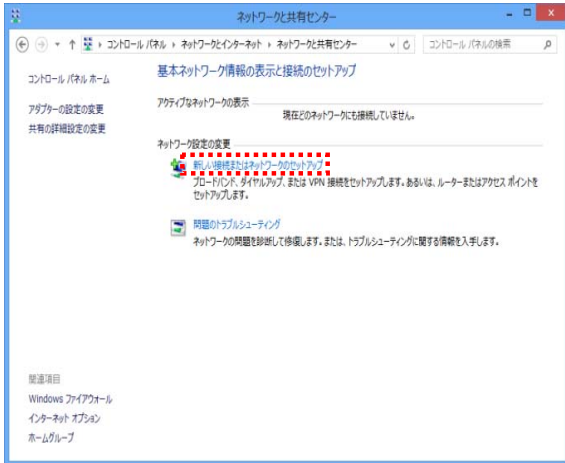 ネットワークと共有センター
コントロール パネル ▸ ネットワークとインターネット ▸ ネットワークと共有センター
コントロール パネルの検索
コントロール パネル ホーム
アダプターの設定の変更
共有の詳細設定の変更
基本ネットワーク情報の表示と接続のセットアップ
アクティブなネットワークの表示
現在どのネットワークにも接続していません。
ネットワーク設定の変更
新しい接続またはネットワークのセットアップ
ブロードバンド、ダイヤルアップ、または VPN 接続をセットアップします。あるいは、ルーターまたはアクセス ポイントを
セットアップします。
問題のトラブルシューティング
ネットワークの問題を診断して修復します。または、トラブルシューティングに関する情報を入手します。
関連項目
Windows ファイアウォール
インターネット オプション
ホームグループ